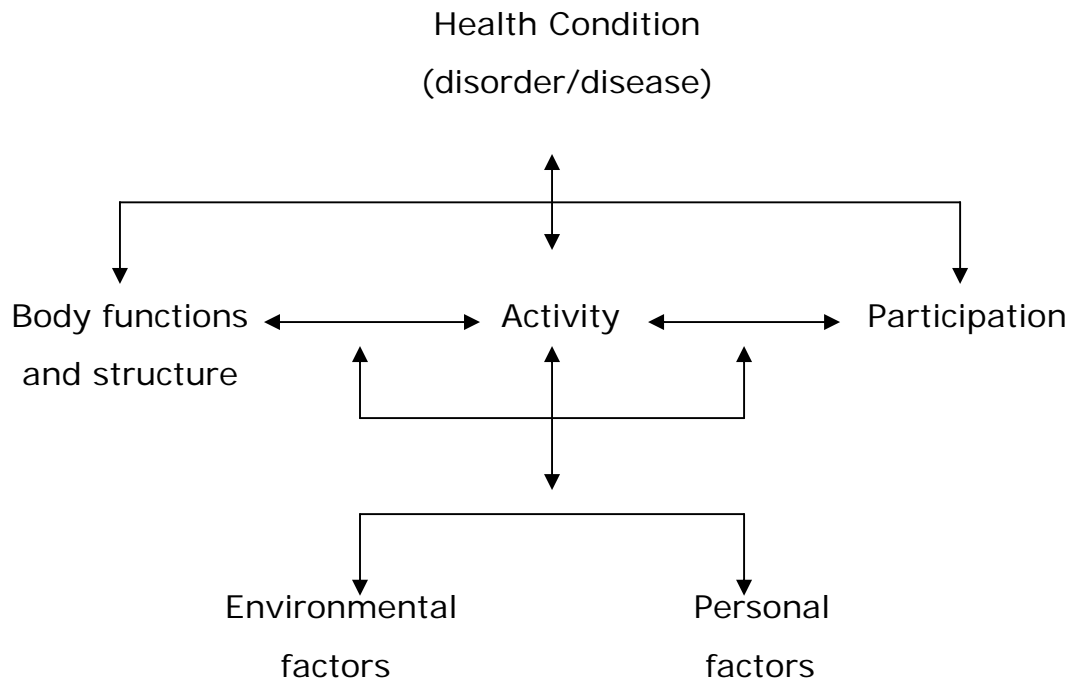 Health Condition
(disorder/disease)
Body functions
and structure
Activity
Participation
Environmental
factors
Personal
factors